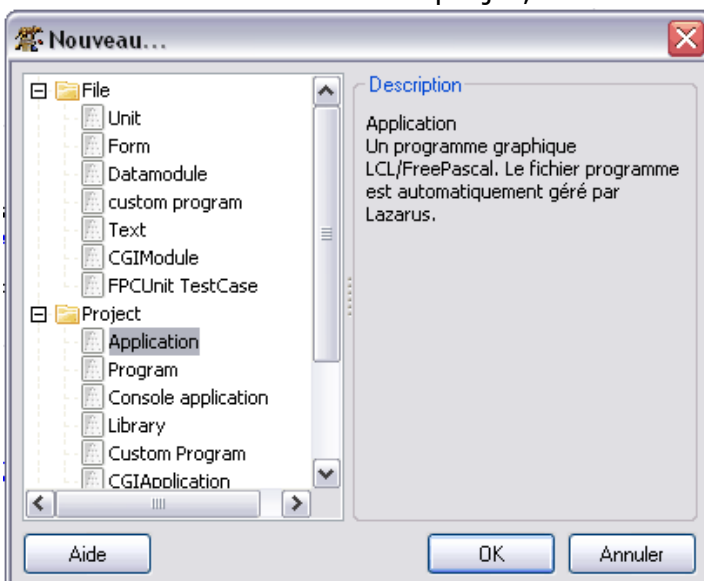 Nouveau...
File
Unit
Form
Datamodule
custom program
Text
CGIModule
FPCUnit TestCase
Project
Application
Program
Console application
Library
Custom Program
CGIApplication
Description
Application
Un programme graphique
LCL/FreePascal. Le fichier programme
est automatiquement géré par
Lazarus.
Aide
OK
Annuler